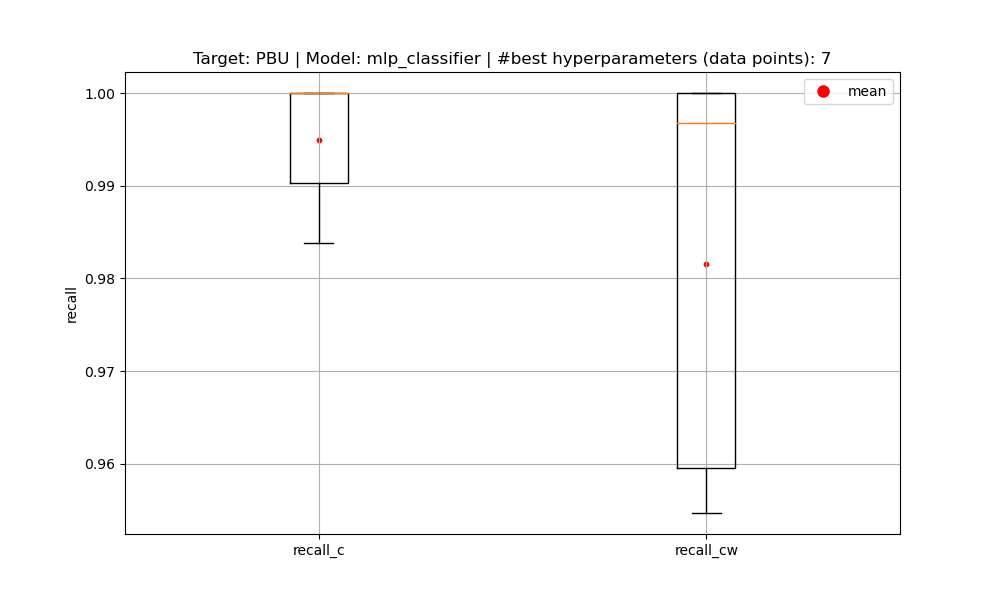 Target: PBU | Model: mlp_classifier | #best hyperparameters (data points): 7
mean
1.00
0.99
0.98
0.97
0.96
recall
recall_c
recall_cw